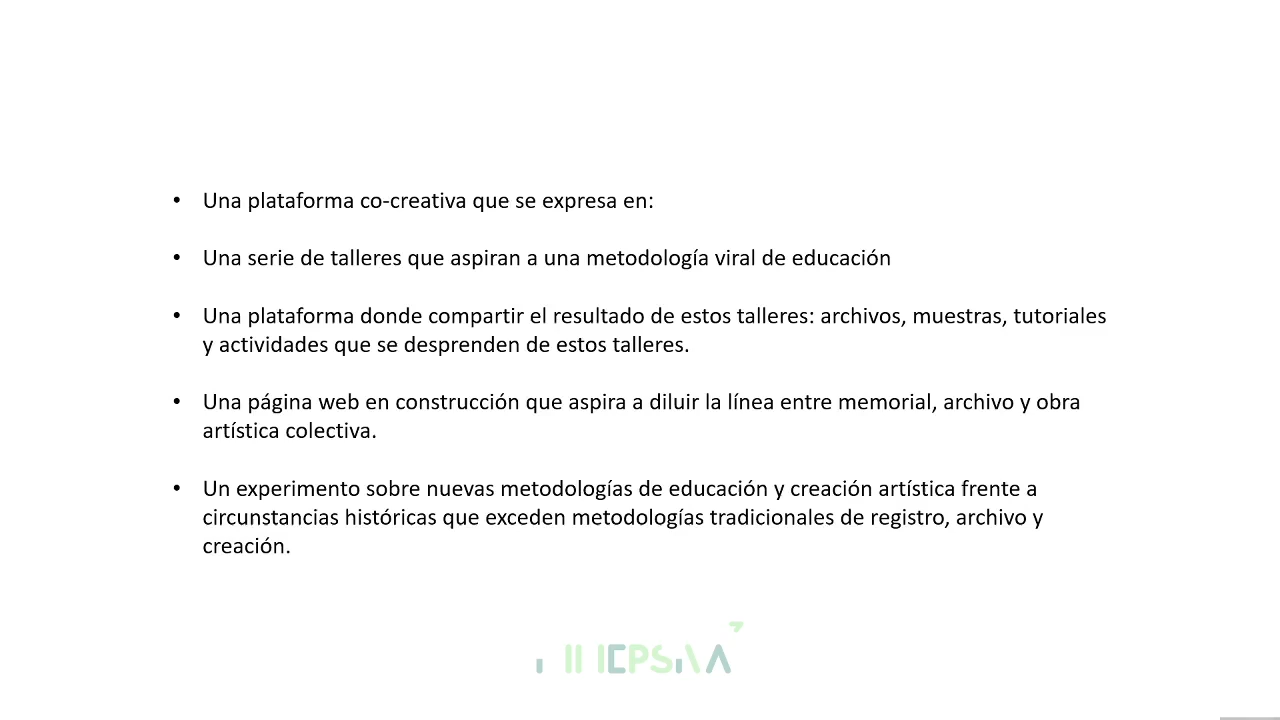 • Una plataforma co-creativa que se expresa en:
• Una serie de talleres que aspiran a una metodología viral de educación
• Una plataforma donde compartir el resultado de estos talleres: archivos, muestras, tutoriales
y actividades que se desprenden de estos talleres.
• Una página web en construcción que aspira a diluir la línea entre memorial, archivo y obra
artística colectiva.
• Un experimento sobre nuevas metodologías de educación y creación artística frente a
circunstancias históricas que exceden metodologías tradicionales de registro, archivo y
creación.